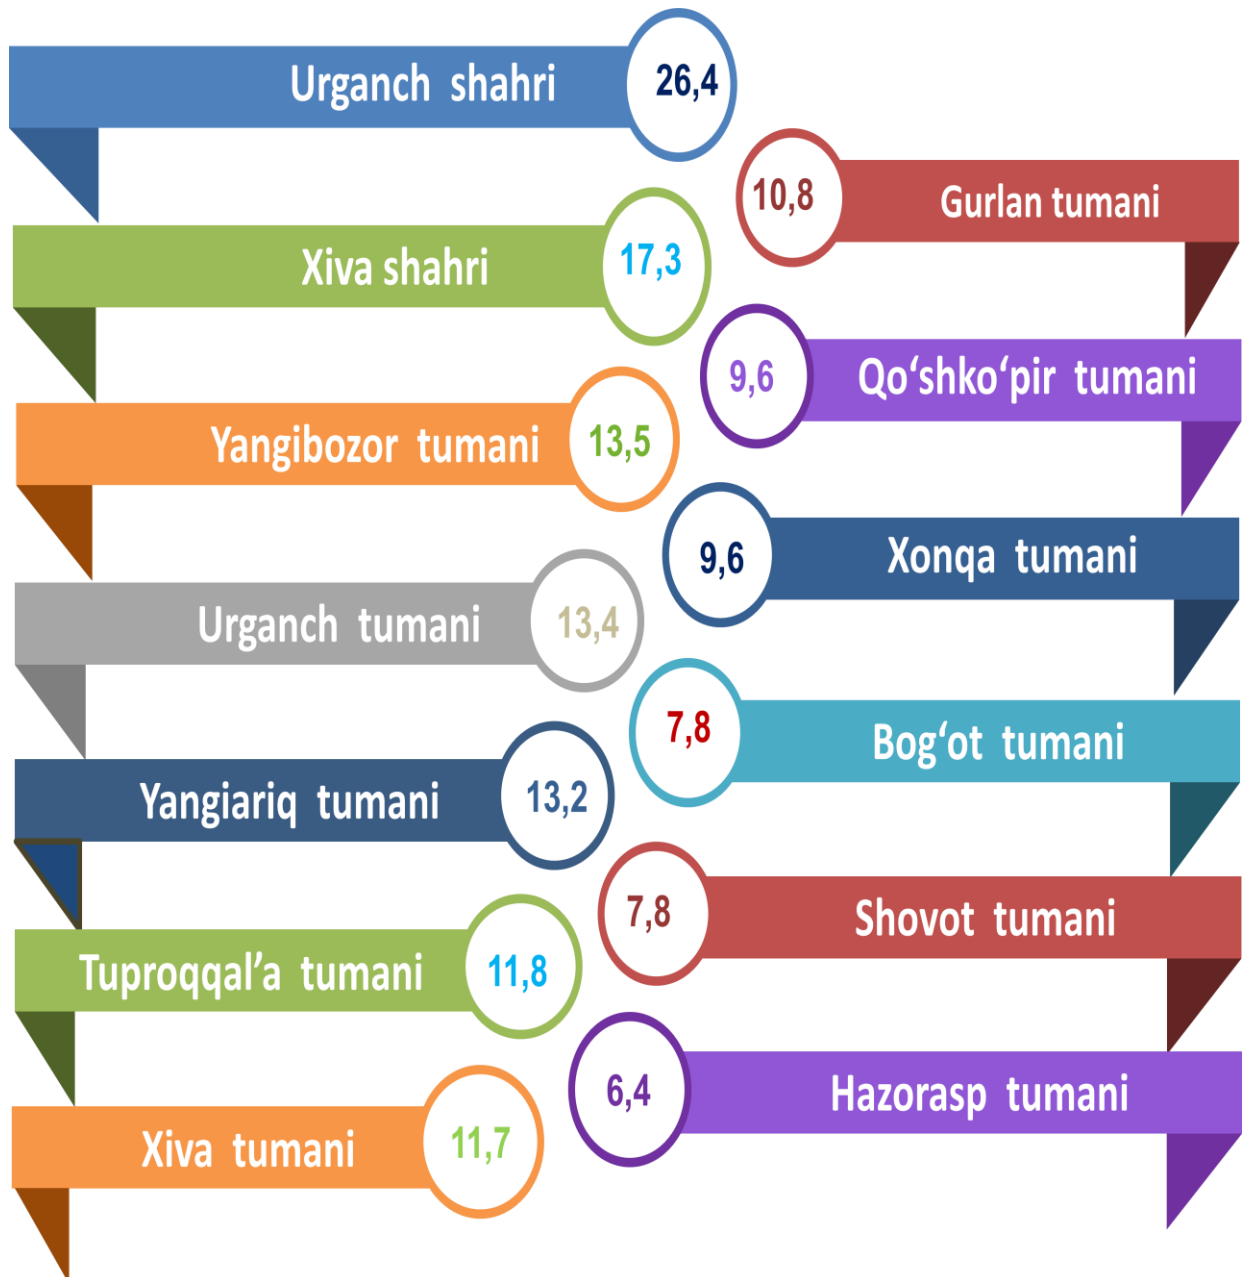 Urganch shahri 26,4
Xiva shahri 17,3
Yangibozor tumani 13,5
Urganch tumani 13,4
Yangiariq tumani 13,2
Tuproqqal’a tumani 11,8
Xiva tumani 11,7
10,8 Gurlan tumani
9,6 Qo‘shko‘pir tumani
9,6 Xonqa tumani
7,8 Bog‘ot tumani
7,8 Shovot tumani
6,4 Hazorasp tumani